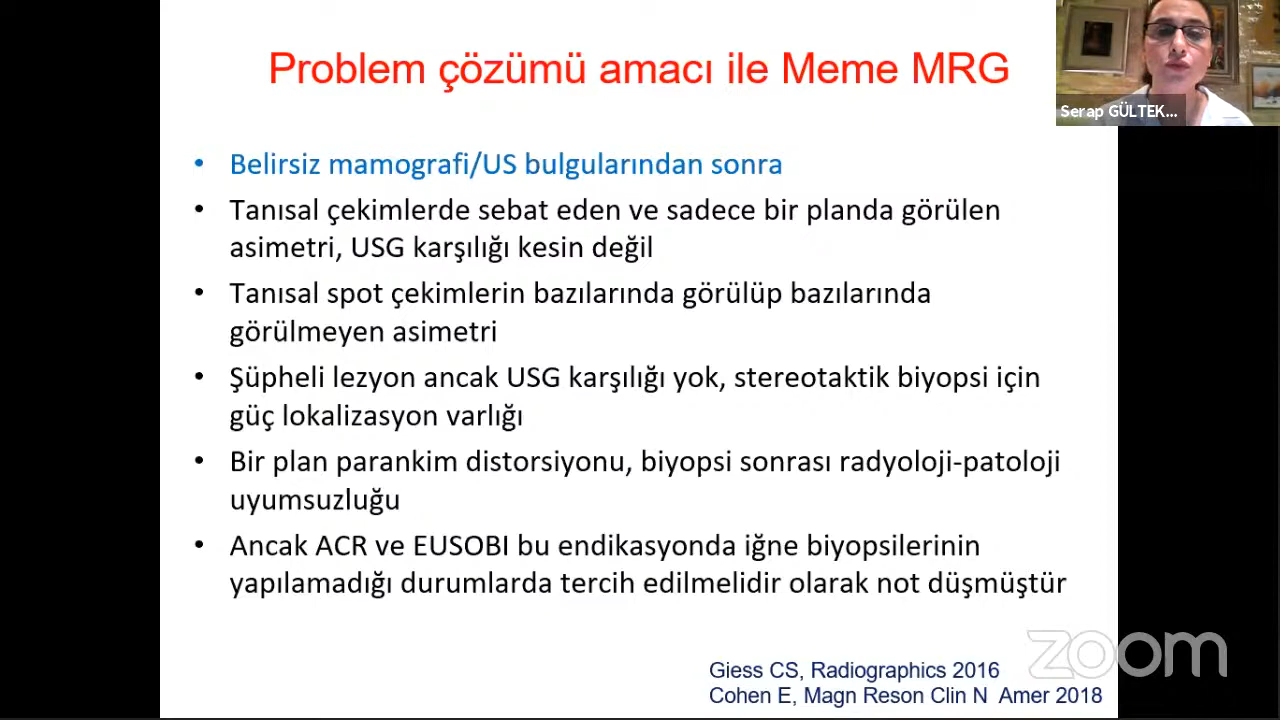 Problem çözümü amacı ile Meme MRG
Serap GÜLTEK...
• Belirsiz mamografi/US bulgularından sonra
• Tanısal çekimlerde sebat eden ve sadece bir planda görülen
asimetri, USG karşılığı kesin değil
• Tanısal spot çekimlerin bazılarında görülüp bazılarında
görülmeyen asimetri
• Şüpheli lezyon ancak USG karşılığı yok, stereotaktik biyopsi için
güç lokalizasyon varlığı
• Bir plan parankim distorsiyonu, biyopsi sonrası radyoloji-patoloji
uyumsuzluğu
• Ancak ACR ve EUSOBI bu endikasyonda iğne biyopsilerinin
yapılamadığı durumlarda tercih edilmelidir olarak not düşmüştür
Giess CS, Radiographics 2016
Cohen E, Magn Reson Clin N Amer 2018
zoom